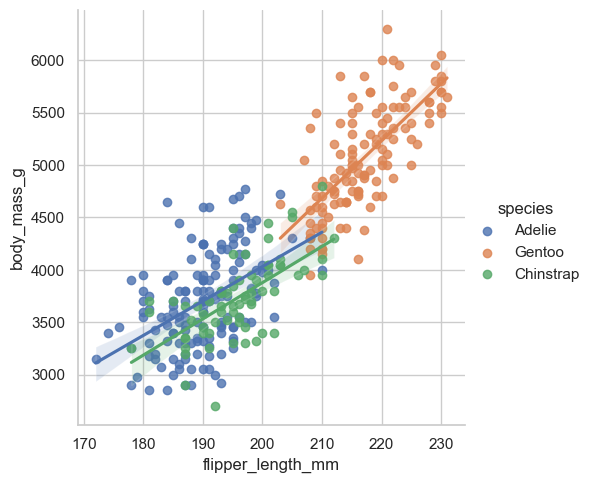 body_mass_g
6000
5500
5000
4500
4000
3500
3000
170 180 190 200 210 220 230
flipper_length_mm
species
Adelie
Gentoo
Chinstrap